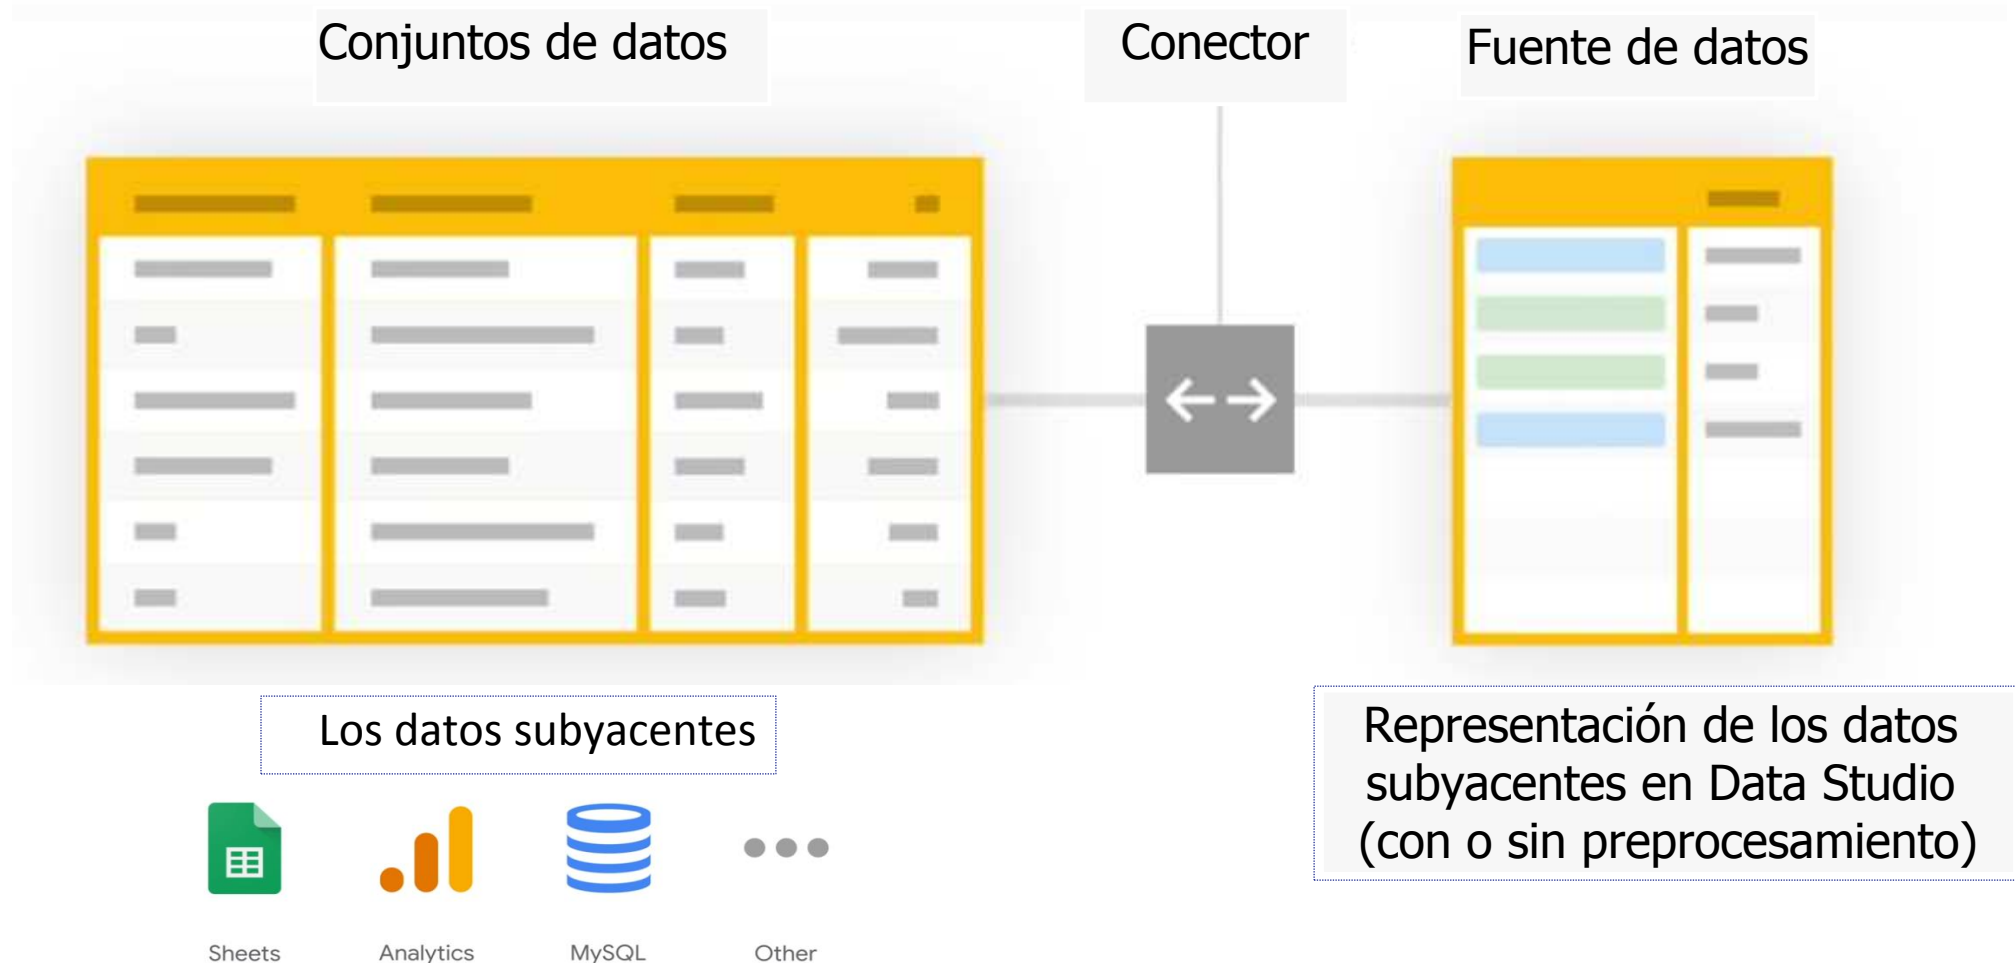 Conjuntos de datos
Conector
Fuente de datos
Los datos subyacentes
Representación de los datos
subyacentes en Data Studio
(con o sin preprocesamiento)
Sheets
Analytics
MySQL
Other